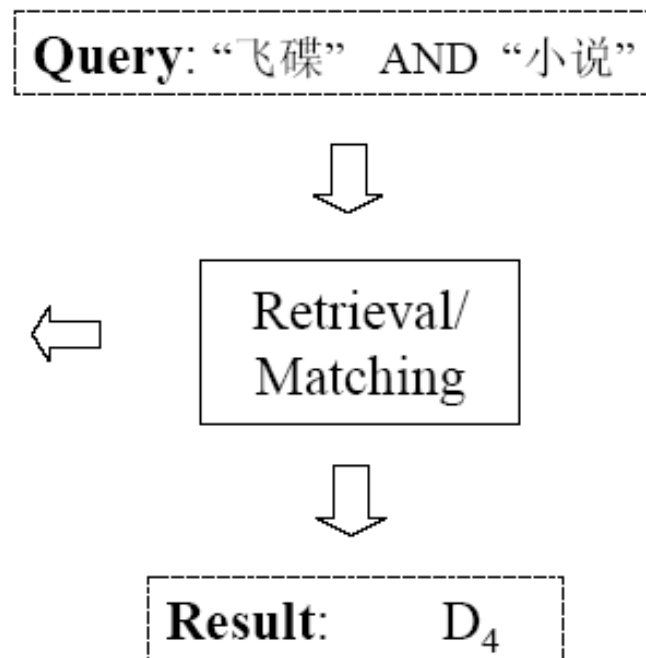 Query: “飞碟” AND “小说”
Retrieval/
Matching
Result: D₄